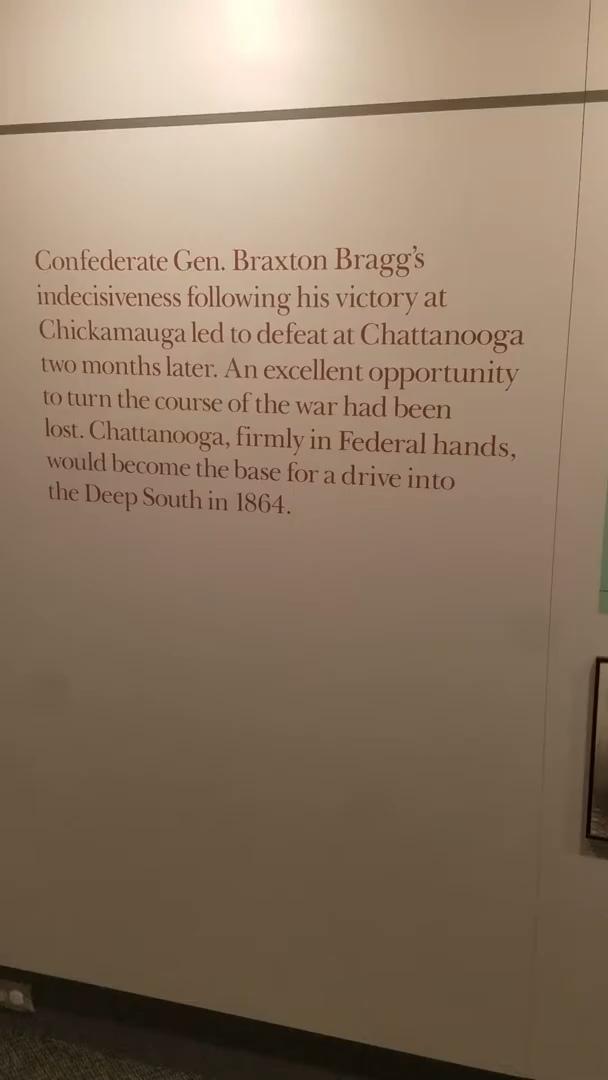 Confederate Gen. Braxton Bragg's
indecisiveness following his victory at
Chickamauga led to defeat at Chattanooga
two months later. An excellent opportunity
to turn the course of the war had been
lost. Chattanooga, firmly in Federal hands,
would become the base for a drive into
the Deep South in 1864.